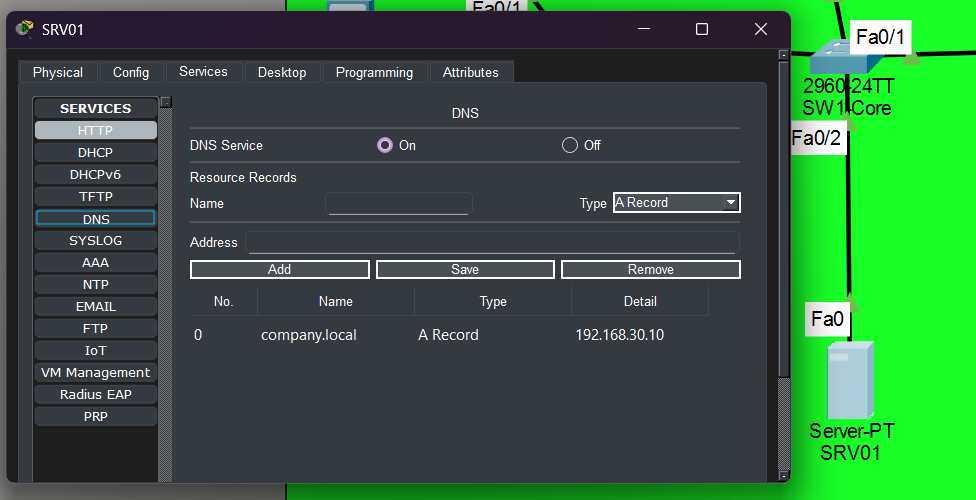 Fa0/1
SRV01
Physical Config Services Desktop Programming Attributes
SERVICES
HTTP
DHCP
DHCPv6
TFTP
DNS
SYSLOG
AAA
NTP
EMAIL
FTP
IoT
VM Management
Radius EAP
PRP
DNS
DNS Service On Off
Resource Records
Name Type A Record
Address
Add Save Remove
No. Name Type Detail
0 company.local A Record 192.168.30.10
Fa0/1
2960-24TT
SW1-Core
Fa0/2
Fa0
Server-PT
SRV01